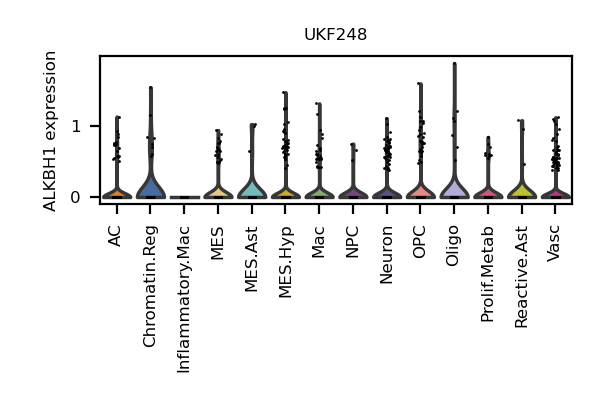 UKF248
ALKBH1 expression
1
0
AC
Chromatin.Reg
Inflammatory.Mac
MES
MES.Ast
MES.Hyp
Mac
NPC
Neuron
OPC
Oligo
Prolif.Metab
Reactive.Ast
Vasc